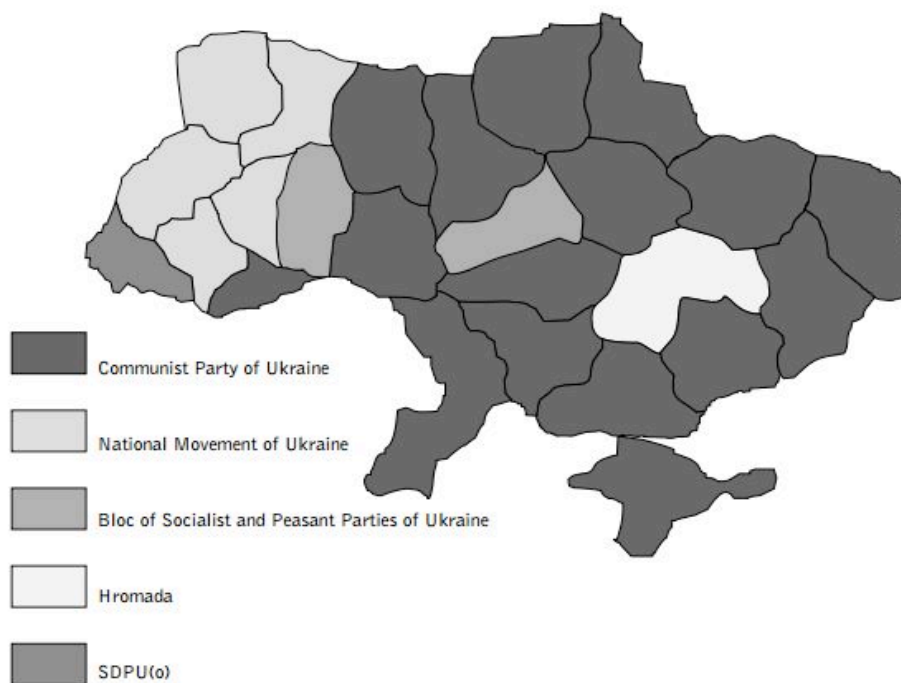 Communist Party of Ukraine
National Movement of Ukraine
Bloc of Socialist and Peasant Parties of Ukraine
Hromada
SDPU(o)